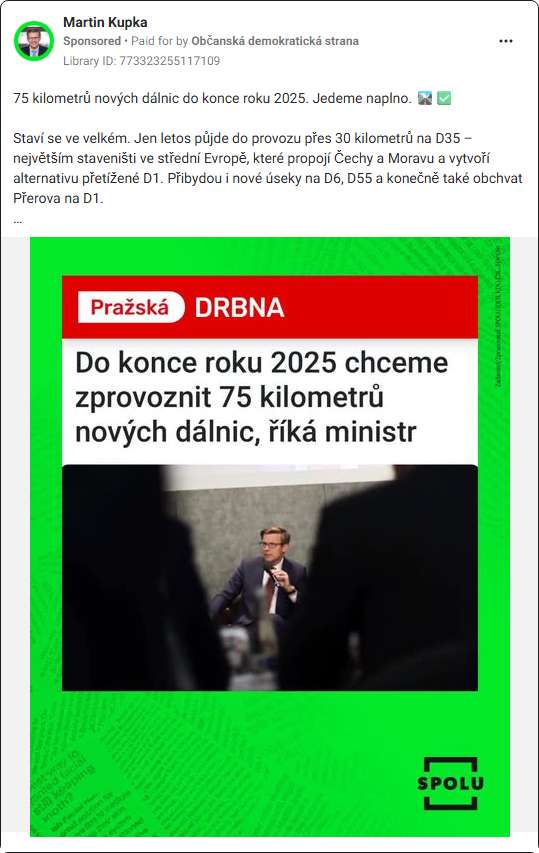 Martin Kupka
Sponsored • Paid for by Občanská demokratická strana
Library ID: 773323255117109
75 kilometrů nových dálnic do konce roku 2025. Jedeme naplno. 🛣️ ✅
Staví se ve velkém. Jen letos půjde do provozu přes 30 kilometrů na D35 –
největším staveništi ve střední Evropě, které propojí Čechy a Moravu a vytvoří
alternativu přetížené D1. Přibydou i nové úseky na D6, D55 a konečně také obchvat
Přerova na D1.
...
Pražská DRBNA
Do konce roku 2025 chceme
zprovoznit 75 kilometrů
nových dálnic, říká ministr
SPOLU